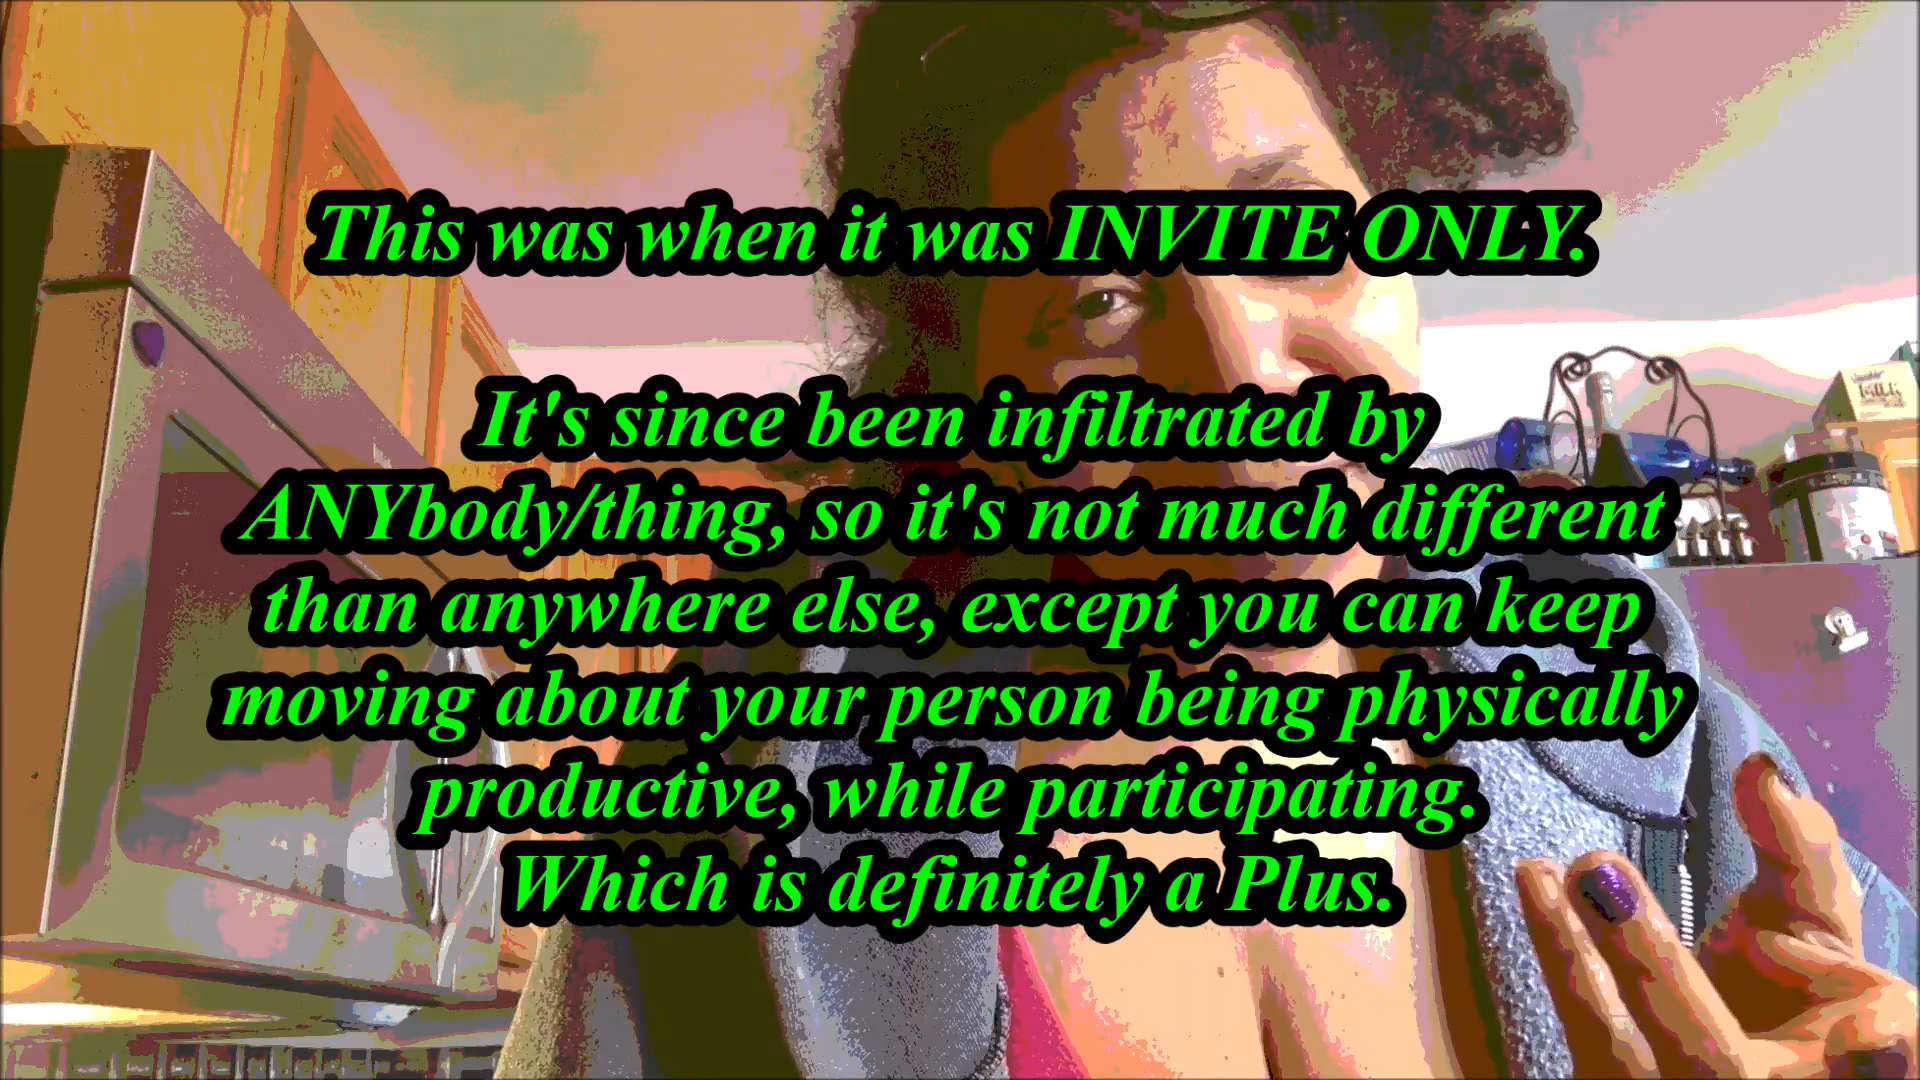 This was when it was INVITE ONLY.
It's since been infiltrated by
ANYbody/thing, so it's not much different
than anywhere else, except you can keep
moving about your person being physically
productive, while participating.
Which is definitely a Plus.